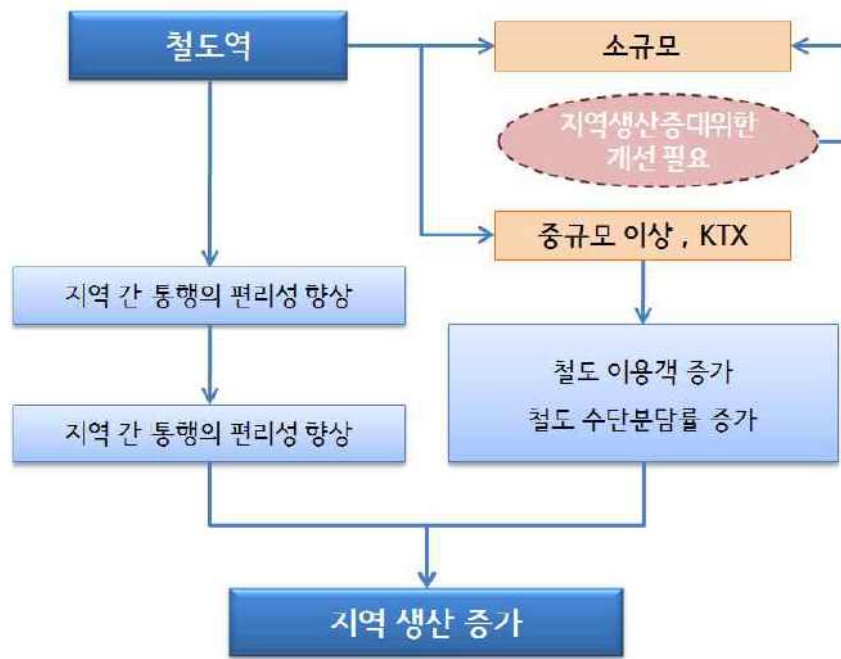 철도역
소규모
지역생산증대위한
개선 필요
중규모 이상 , KTX
지역 간 통행의 편리성 향상
철도 이용객 증가
철도 수단분담률 증가
지역 간 통행의 편리성 향상
지역 생산 증가